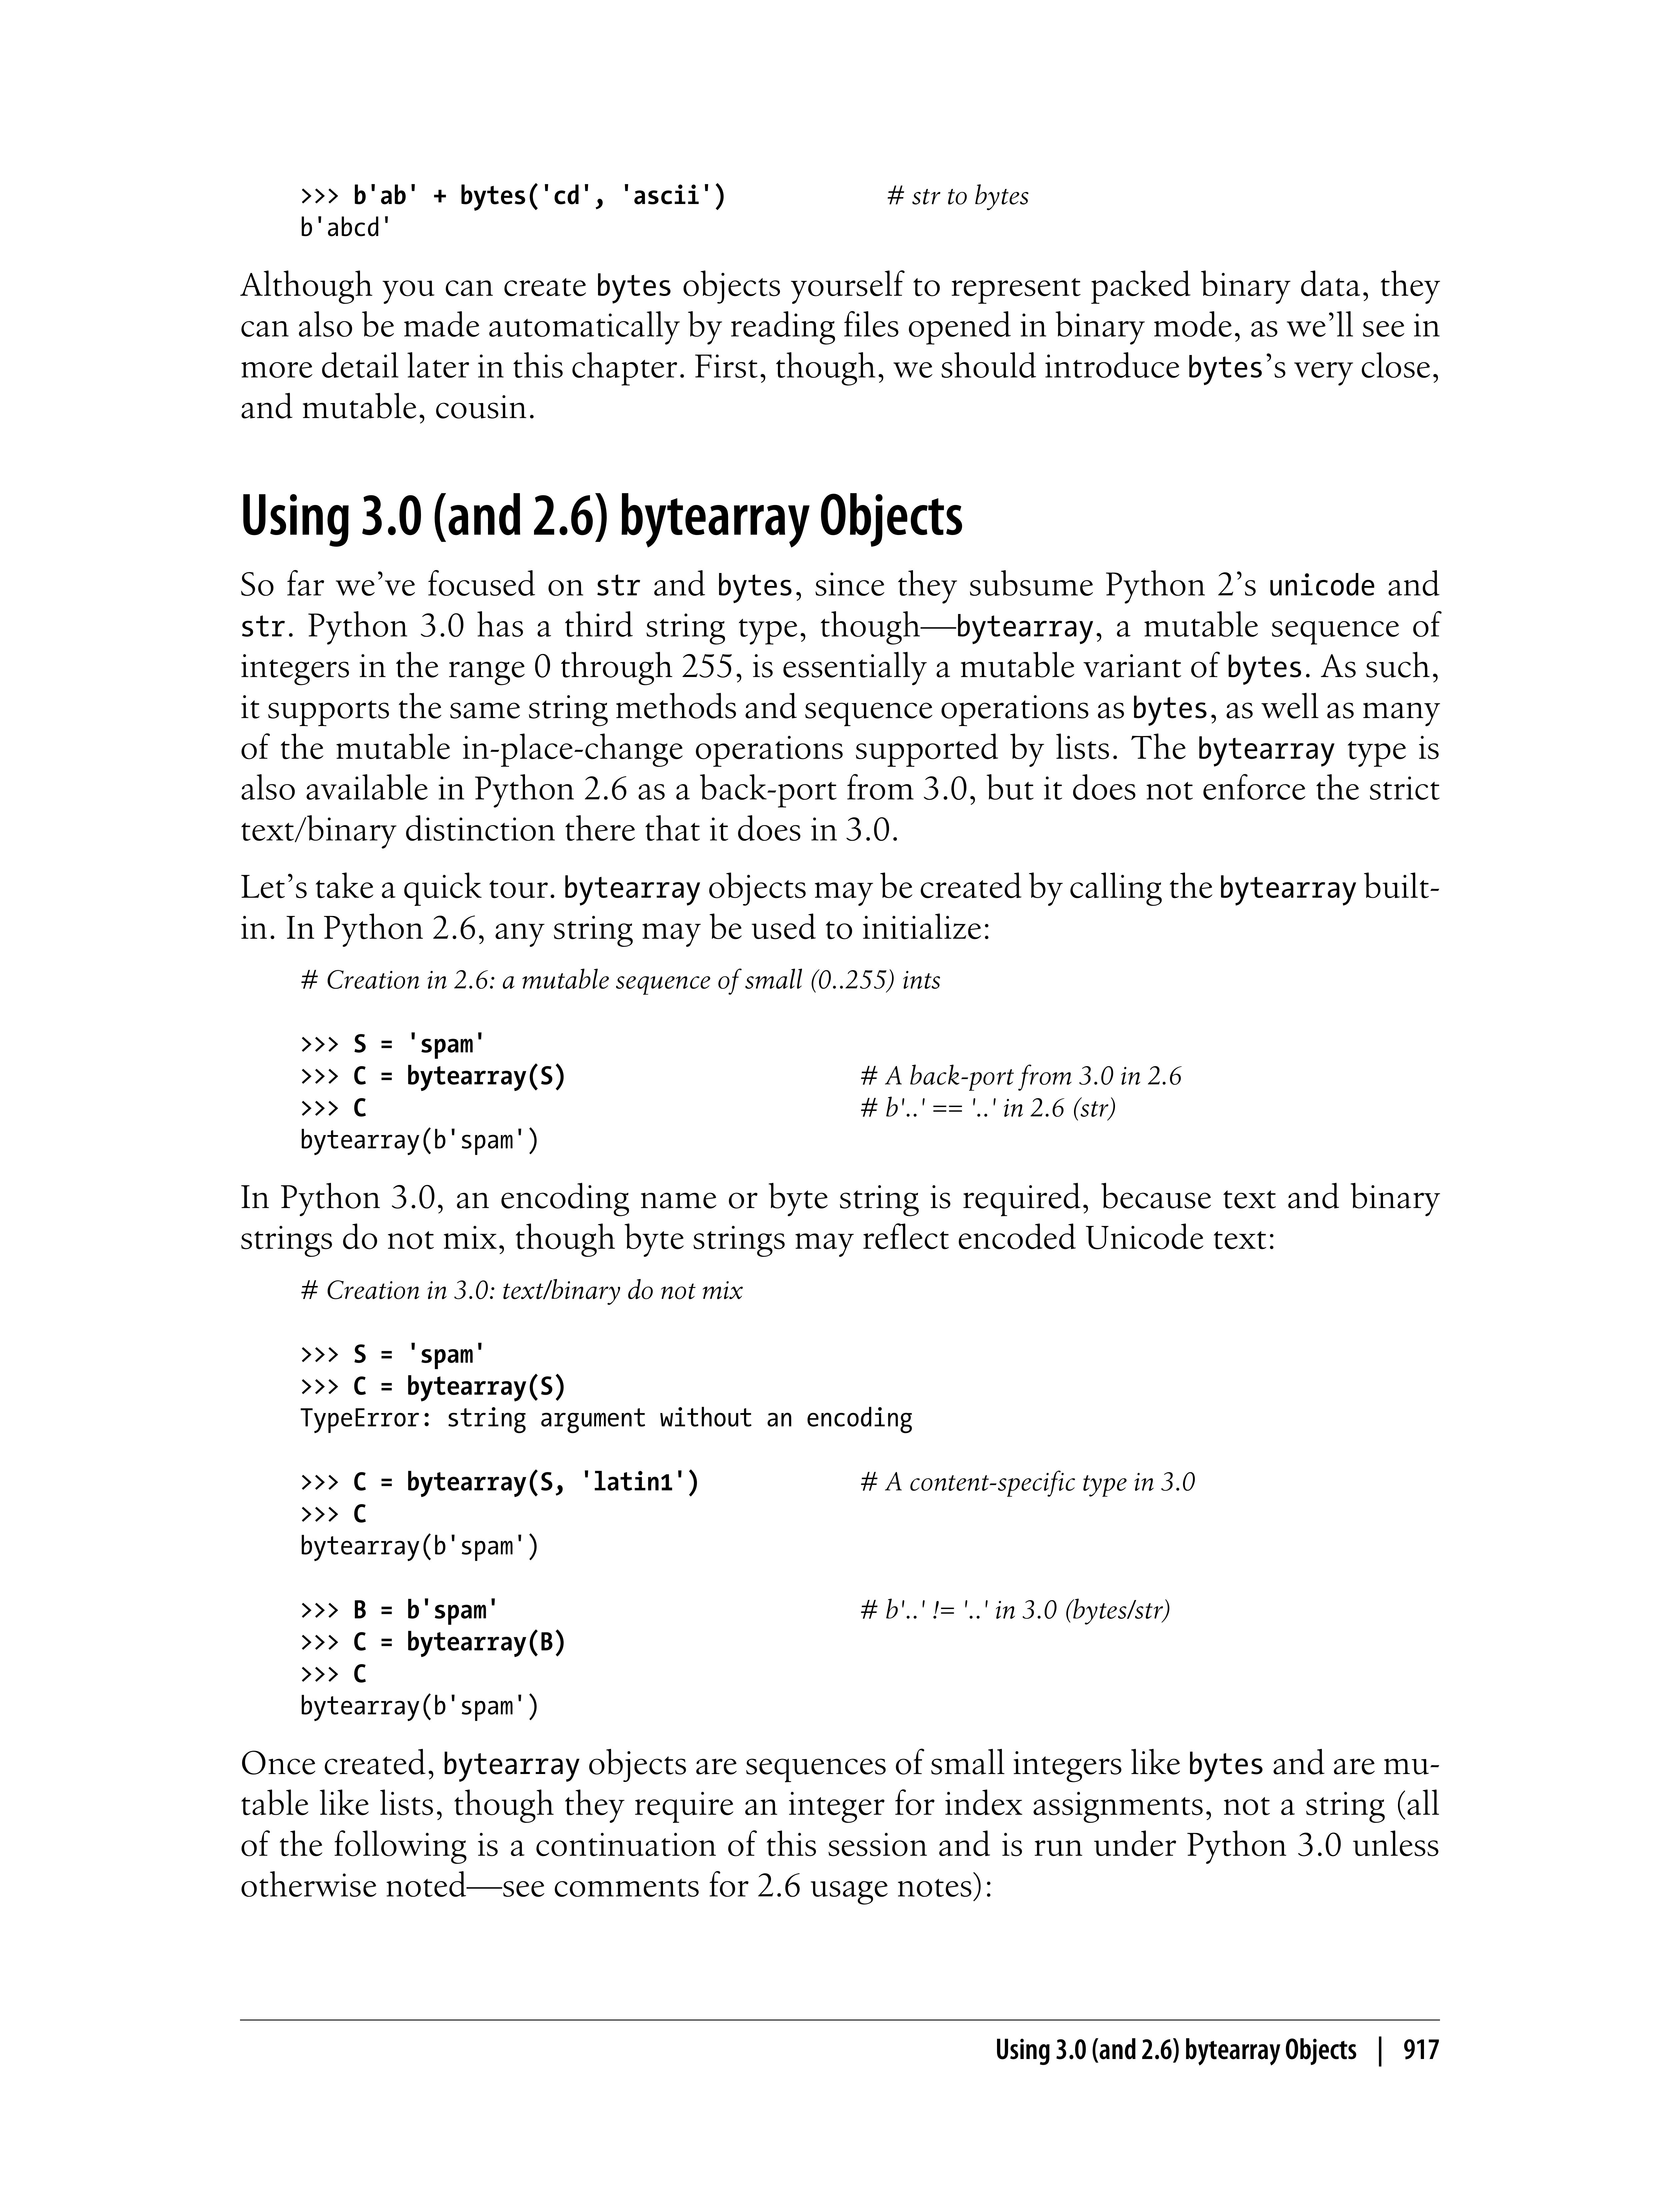 >>> b'ab' + bytes('cd', 'ascii') # str to bytes
b'abcd'
Although you can create bytes objects yourself to represent packed binary data, they
can also be made automatically by reading files opened in binary mode, as we’ll see in
more detail later in this chapter. First, though, we should introduce bytes’s very close,
and mutable, cousin.
Using 3.0 (and 2.6) bytearray Objects
So far we’ve focused on str and bytes, since they subsume Python 2’s unicode and
str. Python 3.0 has a third string type, though—bytearray, a mutable sequence of
integers in the range 0 through 255, is essentially a mutable variant of bytes. As such,
it supports the same string methods and sequence operations as bytes, as well as many
of the mutable in-place-change operations supported by lists. The bytearray type is
also available in Python 2.6 as a back-port from 3.0, but it does not enforce the strict
text/binary distinction there that it does in 3.0.
Let’s take a quick tour. bytearray objects may be created by calling the bytearray built-
in. In Python 2.6, any string may be used to initialize:
# Creation in 2.6: a mutable sequence of small (0..255) ints
>>> S = 'spam'
>>> C = bytearray(S) # A back-port from 3.0 in 2.6
>>> C # b'..' == '..' in 2.6 (str)
bytearray(b'spam')
In Python 3.0, an encoding name or byte string is required, because text and binary
strings do not mix, though byte strings may reflect encoded Unicode text:
# Creation in 3.0: text/binary do not mix
>>> S = 'spam'
>>> C = bytearray(S)
TypeError: string argument without an encoding
>>> C = bytearray(S, 'latin1') # A content-specific type in 3.0
>>> C
bytearray(b'spam')
>>> B = b'spam' # b'..' != '..' in 3.0 (bytes/str)
>>> C = bytearray(B)
>>> C
bytearray(b'spam')
Once created, bytearray objects are sequences of small integers like bytes and are mu-
table like lists, though they require an integer for index assignments, not a string (all
of the following is a continuation of this session and is run under Python 3.0 unless
otherwise noted—see comments for 2.6 usage notes):
Using 3.0 (and 2.6) bytearray Objects | 917